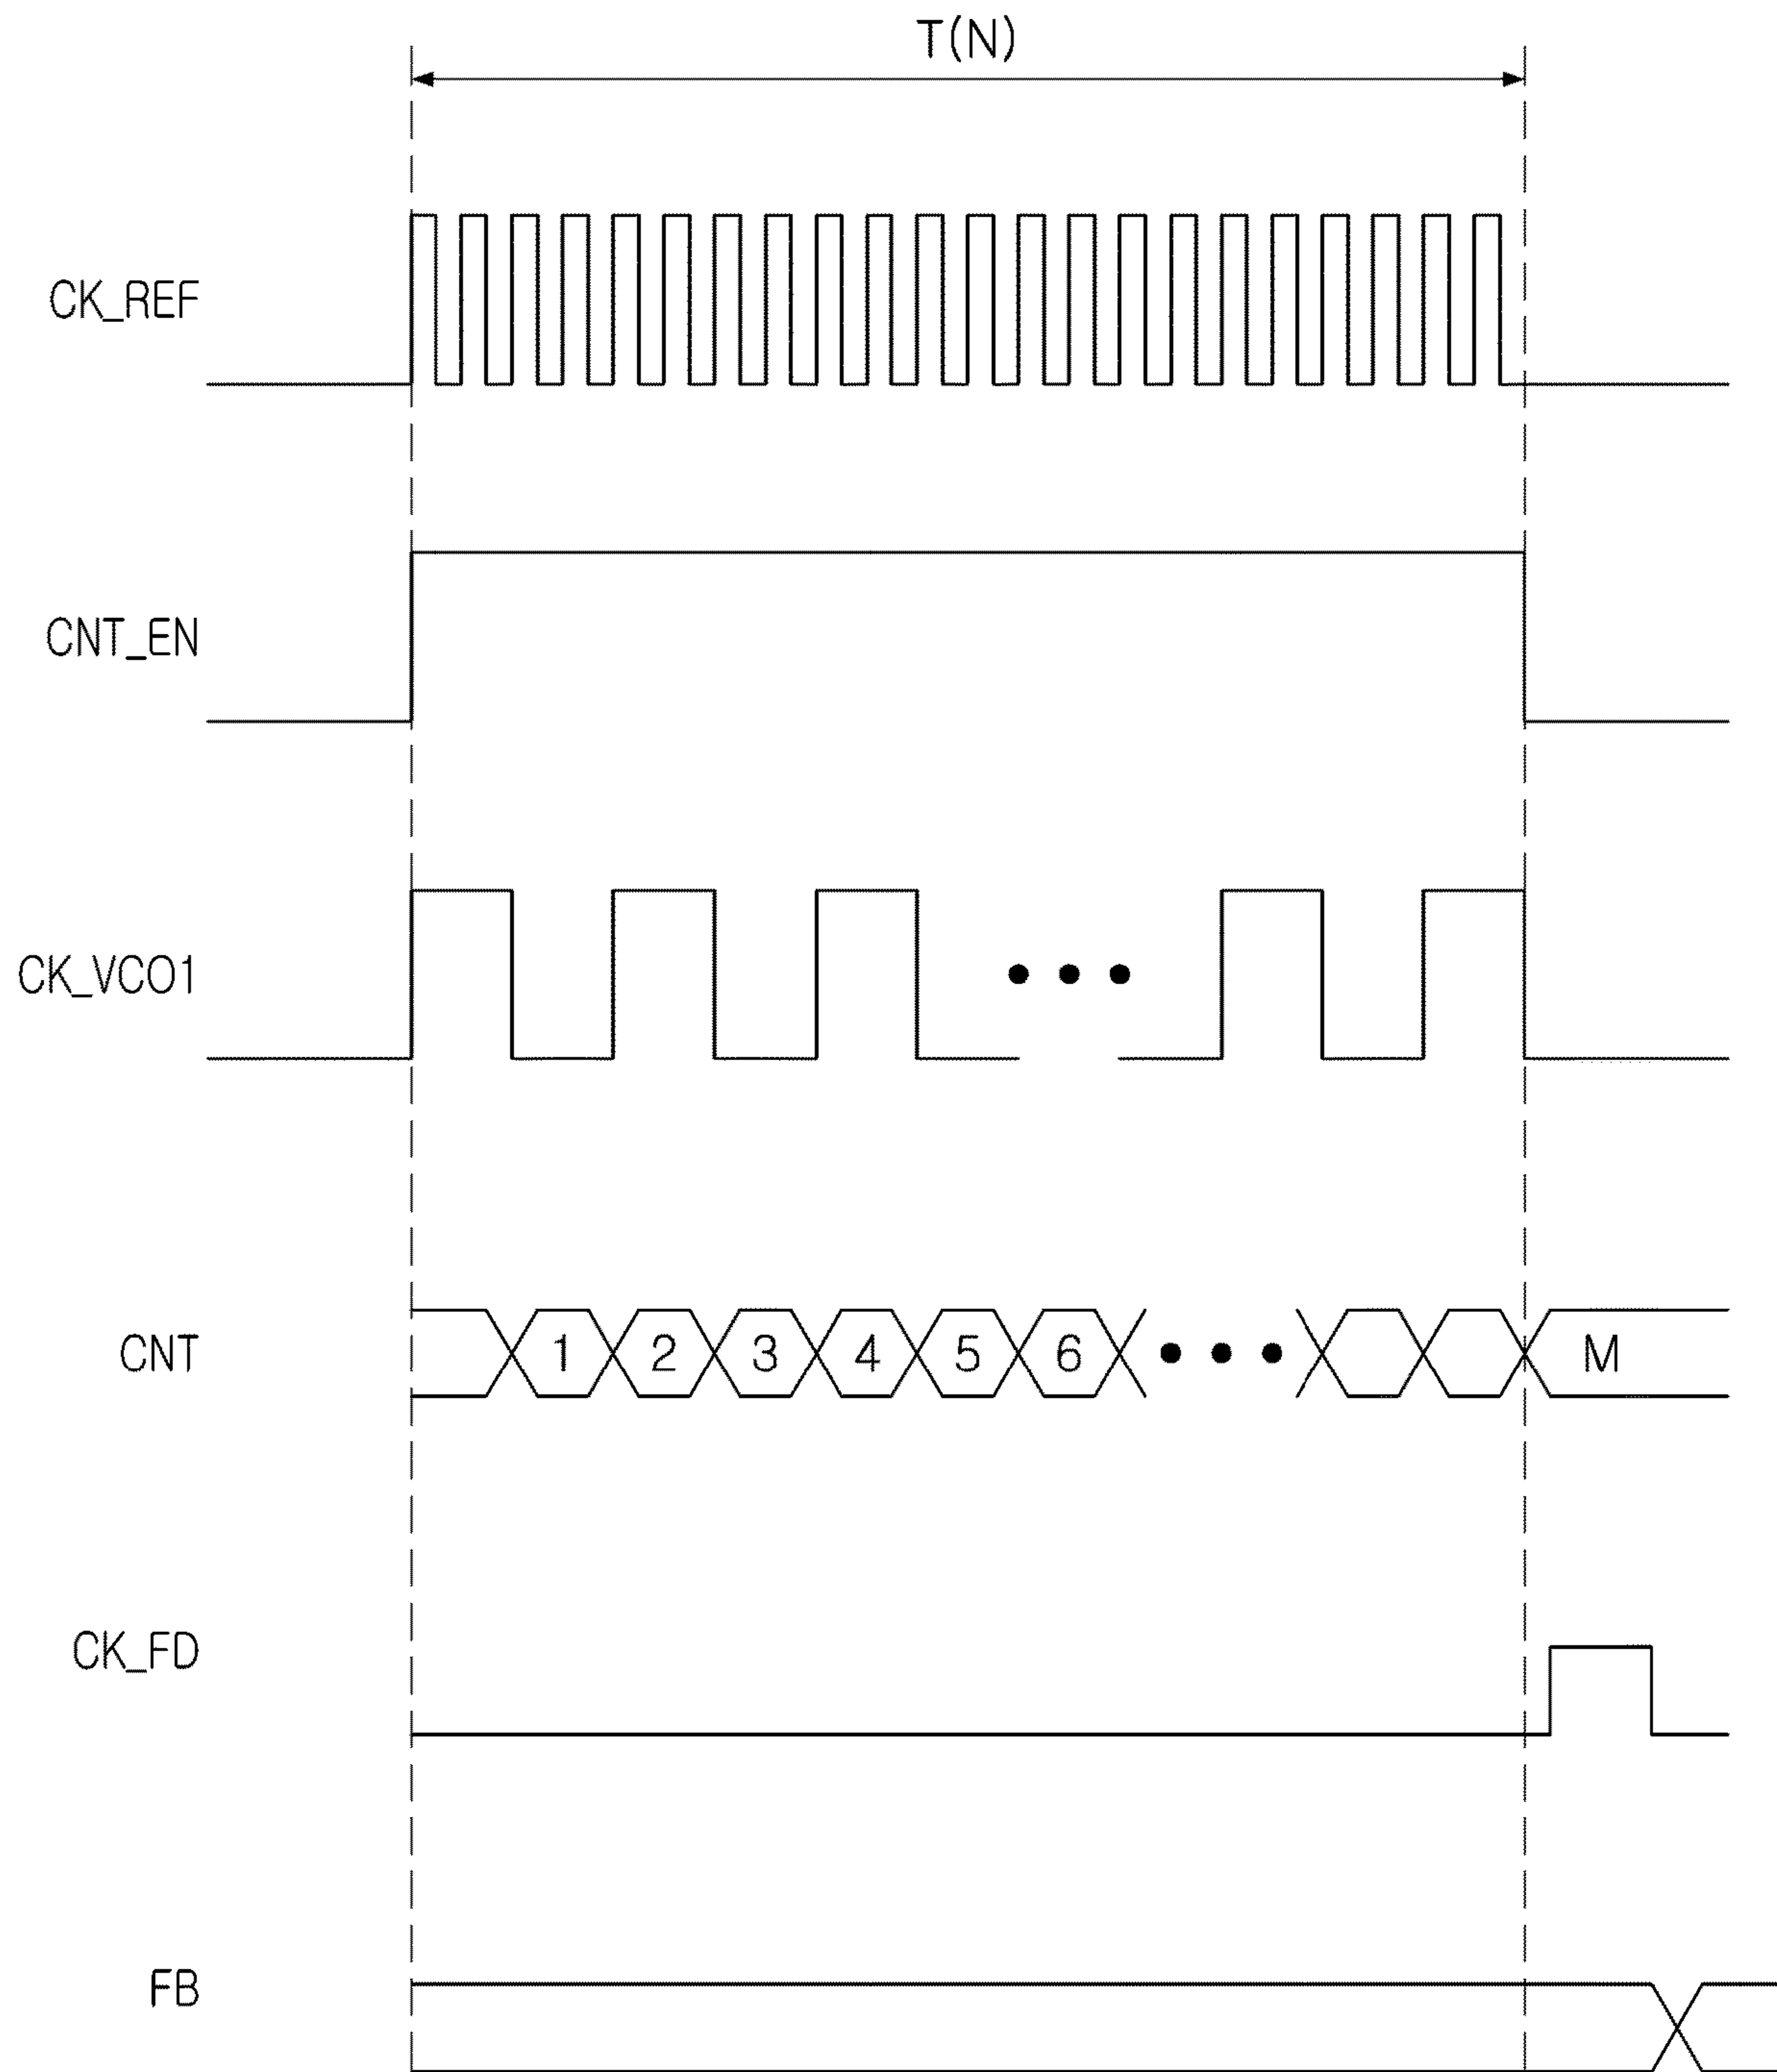 T(N)
CK_REF
CNT_EN
CK_VCO1
CNT 1 2 3 4 5 6 M
CK_FD
FB